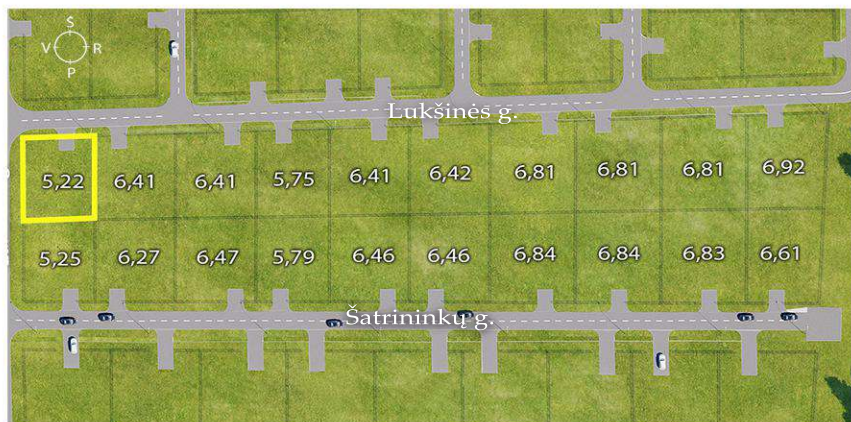 Š
V R
P
Lukšinės g.
5,22 6,41 6,41 5,75 6,41 6,42 6,81 6,81 6,81 6,92
5,25 6,27 6,47 5,79 6,46 6,46 6,84 6,84 6,83 6,61
Šatrininkų g.